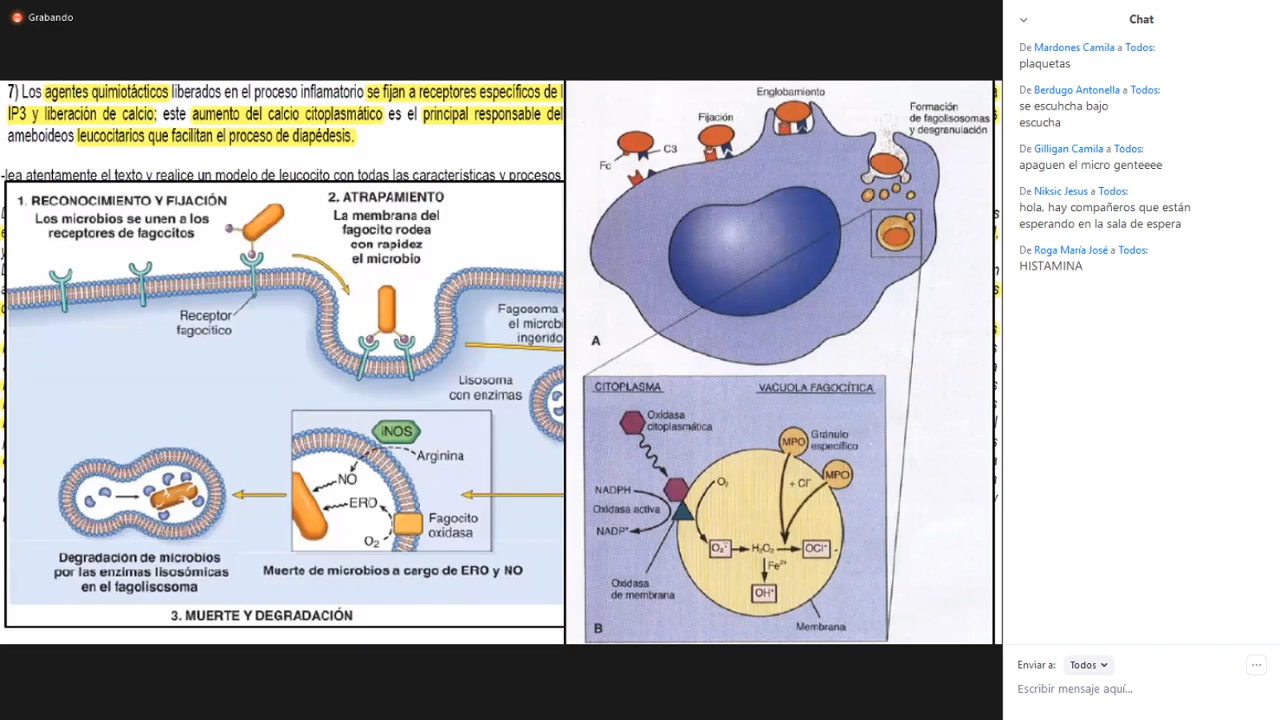 Grabando
7) Los agentes quimiotácticos liberados en el proceso inflamatorio se fijan a receptores específicos de
IP3 y liberación de calcio; este aumento del calcio citoplasmático es el principal responsable del
ameboideos leucocitarios que facilitan el proceso de diapédesis.
-lea atentamente el texto y realice un modelo de leucocito con todas las características y procesos
1. RECONOCIMIENTO Y FIJACIÓN
Los microbios se unen a los
receptores de fagocitos
2. ATRAPAMIENTO
La membrana del
fagocito rodea
con rapidez
el microbio
Receptor
fagocítico
Fagosoma
el microbi
ingerido
Lisosoma
con enzimas
iNOS
Arginina
NO
ERO
O₂
Fagocito
oxidasa
Degradación de microbios
por las enzimas lisosómicas
en el fagolisosoma
Muerte de microbios a cargo de ERO y NO
3. MUERTE Y DEGRADACIÓN
Englobamiento
Fijación
Formación
de fagolisosomas
y desgranulación
Fc
C3
A
CITOPLASMA
VACUOLA FAGOCÍTICA
Oxidasa
citoplasmática
MPO
Gránulo
específico
MPO
O₂
+ Cl⁻
NADPH
Oxidasa activa
NADP⁺
H₂O₂
OCl•
Fe²⁺
OH•
Oxidasa
de membrana
Membrana
B
Chat
De Mardones Camila a Todos:
plaquetas
De Berdugo Antonella a Todos:
se escuhcha bajo
escucha
De Gilligan Camila a Todos:
apaguen el micro genteeee
De Niksic Jesus a Todos:
hola, hay compañeros que están
esperando en la sala de espera
De Roga María José a Todos:
HISTAMINA
Enviar a: Todos
Escribir mensaje aquí...